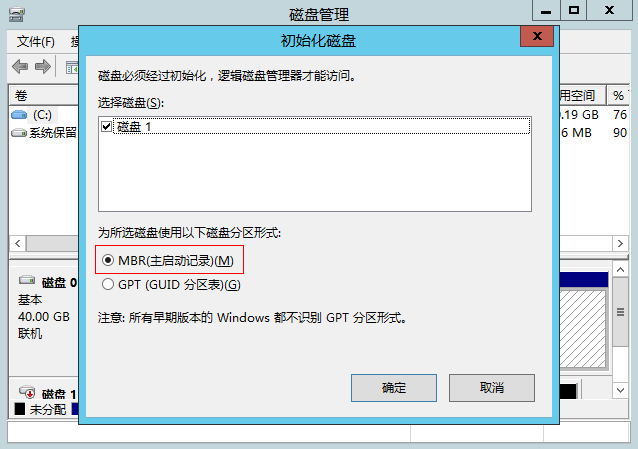 磁盘管理
文件(F)
初始化磁盘
磁盘必须经过初始化，逻辑磁盘管理器才能访问。
选择磁盘(S):
磁盘 1
为所选磁盘使用以下磁盘分区形式:
MBR(主启动记录)(M)
GPT (GUID 分区表)(G)
注意: 所有早期版本的 Windows 都不识别 GPT 分区形式。
确定
取消
卷
用空间
%
(C:)
.19 GB
76
系统保留
6 MB
90
磁盘 0
基本
40.00 GB
联机
磁盘 1
未分配